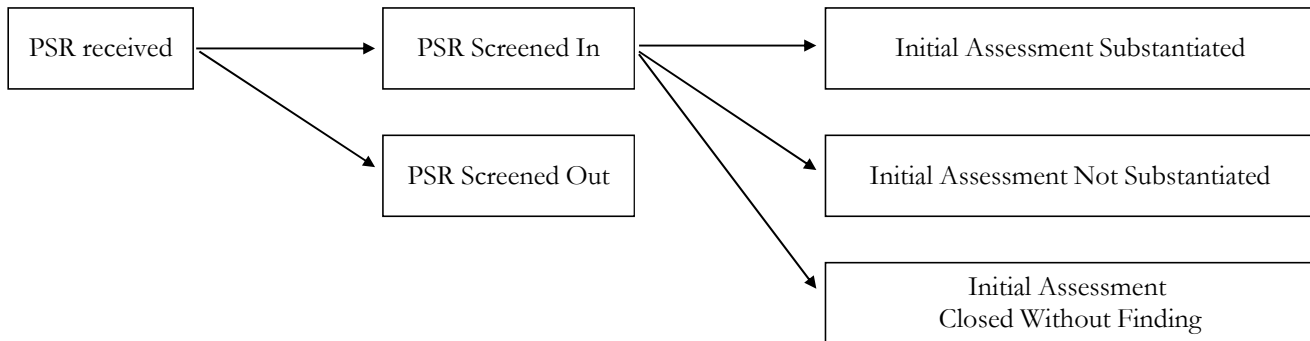 PSR received
PSR Screened In
Initial Assessment Substantiated
PSR Screened Out
Initial Assessment Not Substantiated
Initial Assessment
Closed Without Finding